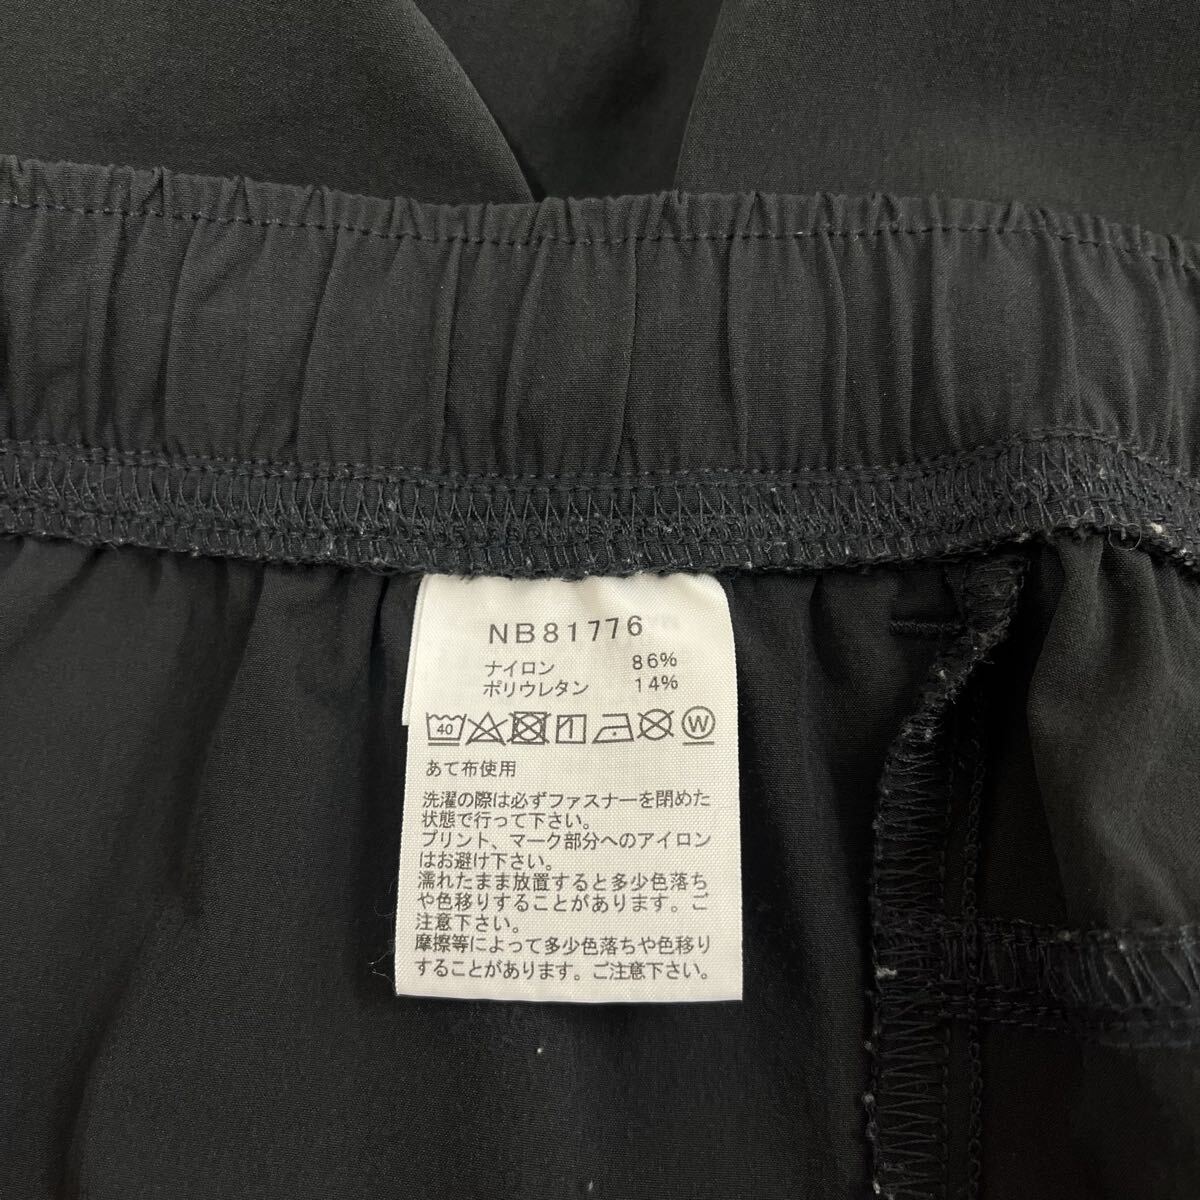 NB81776
ナイロン 86%
ポリウレタン 14%
40 W
あて布使用
洗濯の際は必ずファスナーを閉めた
状態で行って下さい。
プリント、マーク部分へのアイロン
はお避け下さい。
濡れたまま放置すると多少色落ち
や色移りすることがあります。ご
注意下さい。
摩擦等によって多少色落ちや色移り
することがあります。ご注意下さい。